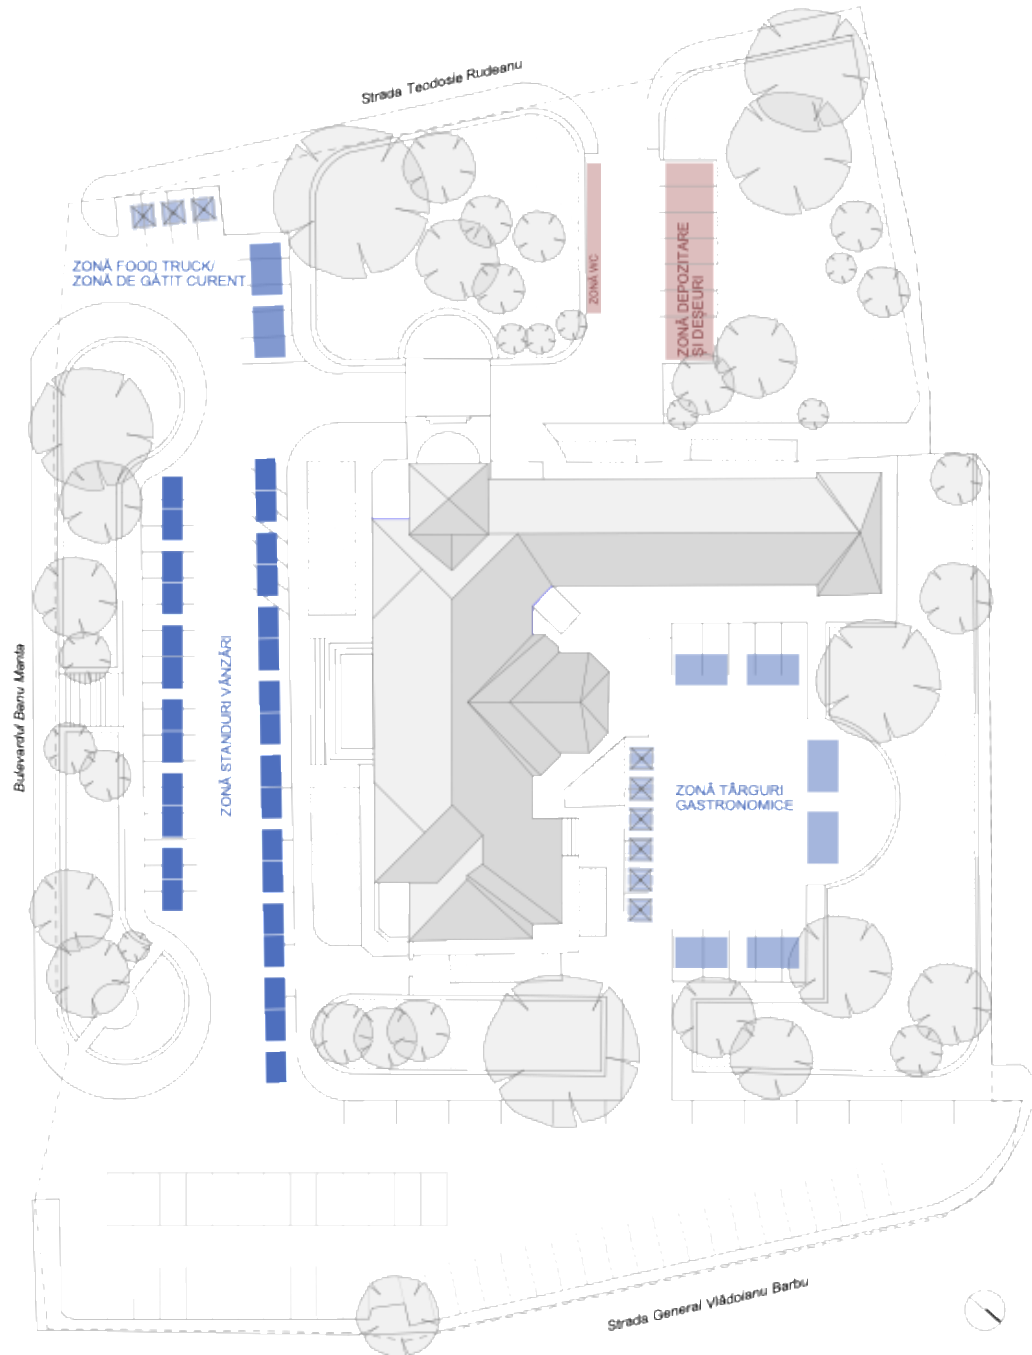 Strada Teodosie Rudeanu
ZONĂ FOOD TRUCK/
ZONĂ DE GĂTIT CURENT
ZONĂ WC
ZONĂ DEPOZITARE
ȘI DEȘEURI
Bulevardul Banu Manta
ZONĂ STANDURI VÂNZĂRI
ZONĂ TÂRGURI
GASTRONOMICE
Strada General Vlădoianu Barbu